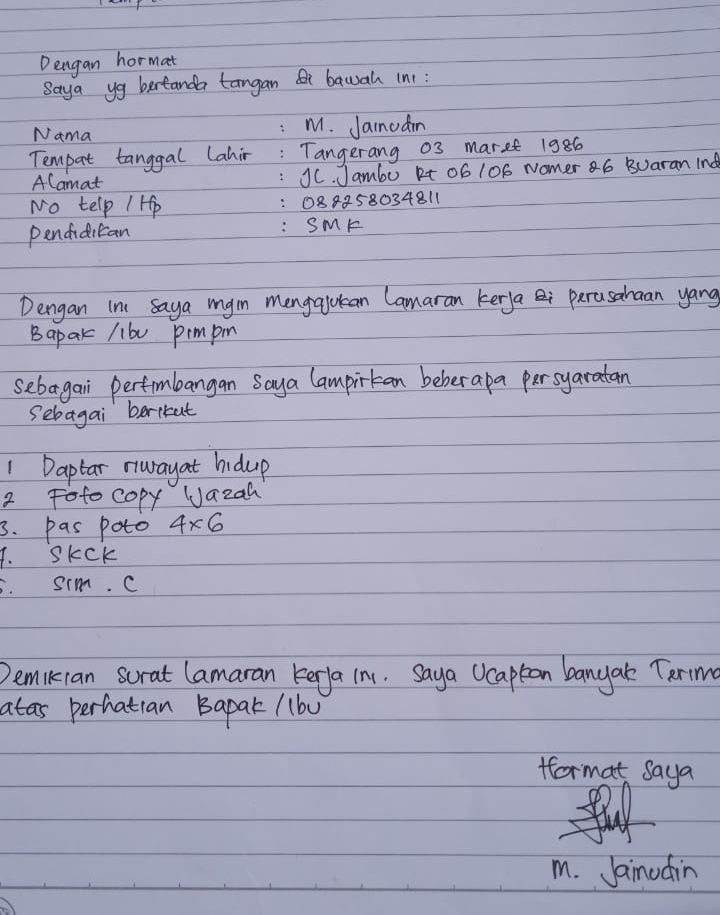 Dengan hormat
Saya yg bertanda tangan di bawah ini :
Nama : M. Jainudin
Tempat tanggal lahir : Tangerang 03 maret 1986
Alamat : JL. Jambu Rt 06/06 Nomer 26 Buaran Ind
No telp / Hp : 088258034811
Pendidikan : SMK
Dengan ini saya ingin mengajukan lamaran kerja di perusahaan yang
Bapak /ibu pimpin
Sebagai pertimbangan saya lampirkan beberapa persyaratan
Sebagai berikut
1 Daptar riwayat hidup
2 Foto copy ijazah
3. pas poto 4x6
4. SKCK
5. sim . C
Demikian surat lamaran kerja ini. Saya Ucapkan banyak Terima
atas perhatian Bapak /ibu
Hormat Saya
M. Jainudin